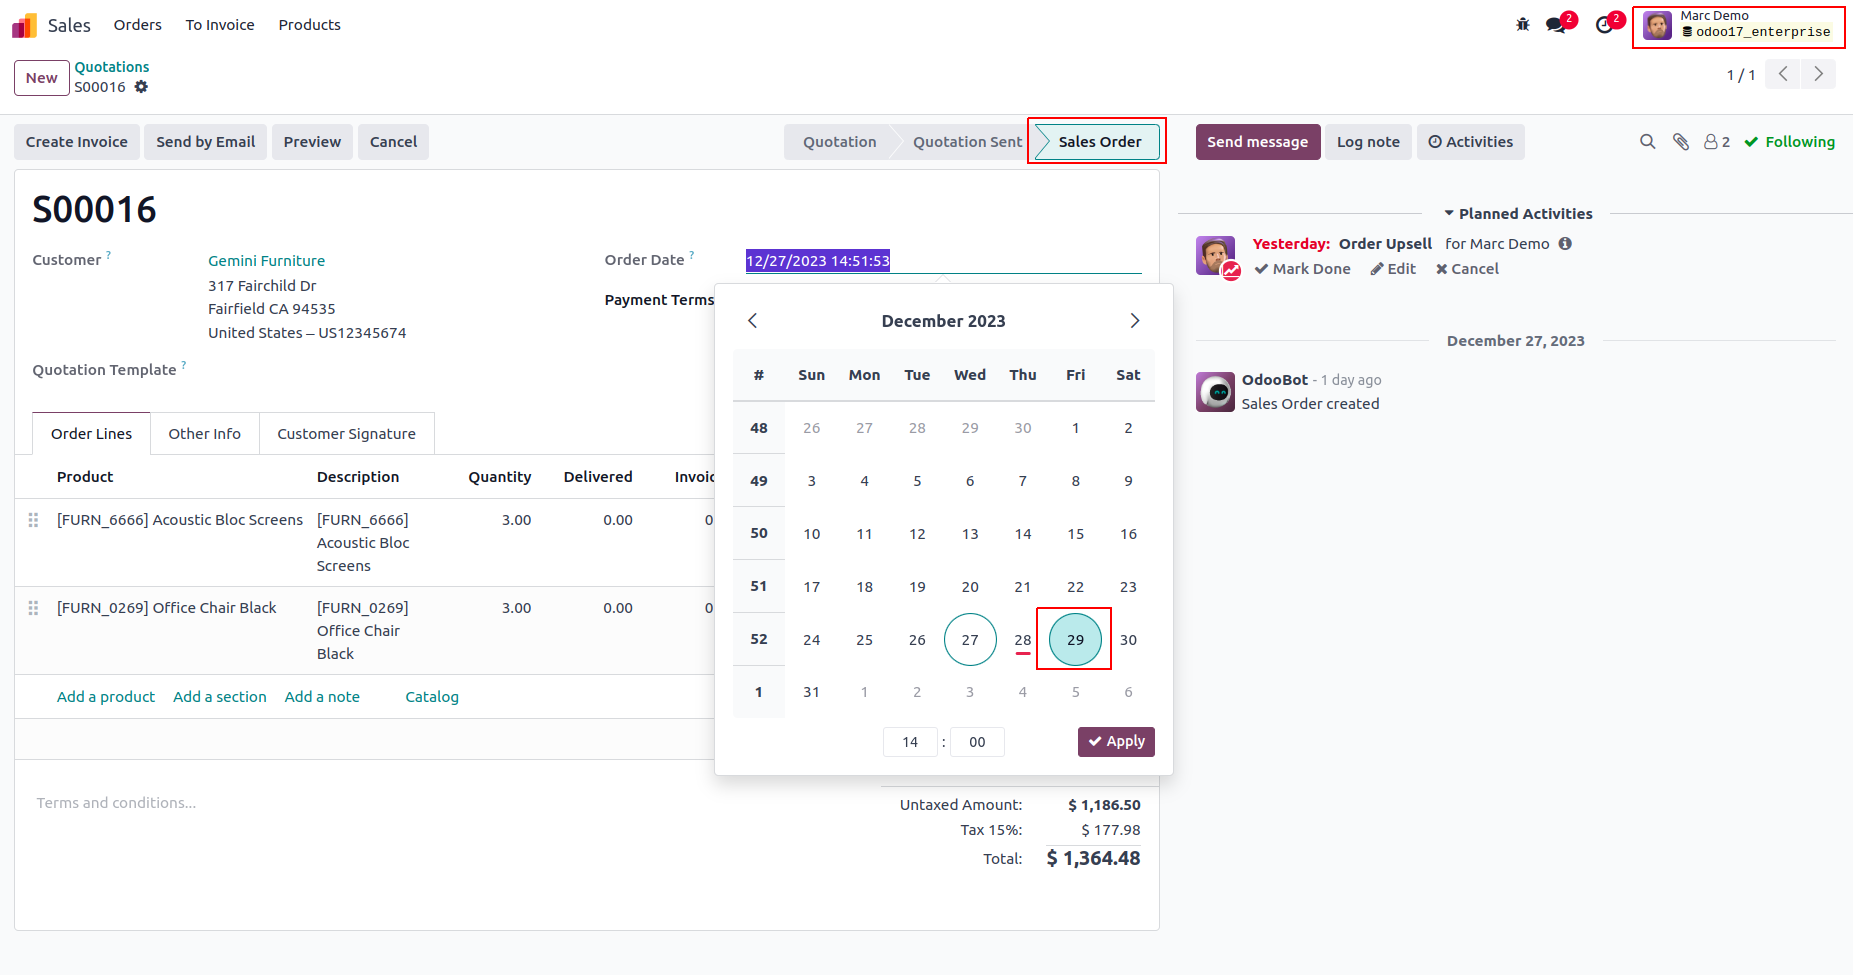 Sales Orders To Invoice Products
2 2 Marc Demo
odoo17_enterprise
New Quotations
S00016
1 / 1
Create Invoice Send by Email Preview Cancel Quotation Quotation Sent Sales Order
Send message Log note Activities 2 Following
S00016
Customer ? Gemini Furniture
317 Fairchild Dr
Fairfield CA 94535
United States – US12345674
Quotation Template ?
Order Date ? 12/27/2023 14:51:53
Payment Terms
December 2023
# Sun Mon Tue Wed Thu Fri Sat
48 26 27 28 29 30 1 2
49 3 4 5 6 7 8 9
50 10 11 12 13 14 15 16
51 17 18 19 20 21 22 23
52 24 25 26 27 28 29 30
1 31 1 2 3 4 5 6
14 : 00 Apply
Order Lines Other Info Customer Signature
Product Description Quantity Delivered Invoic
[FURN_6666] Acoustic Bloc Screens [FURN_6666] 3.00 0.00 0
Acoustic Bloc
Screens
[FURN_0269] Office Chair Black [FURN_0269] 3.00 0.00 0
Office Chair
Black
Add a product Add a section Add a note Catalog
Terms and conditions...
Untaxed Amount: $ 1,186.50
Tax 15%: $ 177.98
Total: $ 1,364.48
Planned Activities
Yesterday: Order Upsell for Marc Demo
Mark Done Edit Cancel
December 27, 2023
OdooBot - 1 day ago
Sales Order created